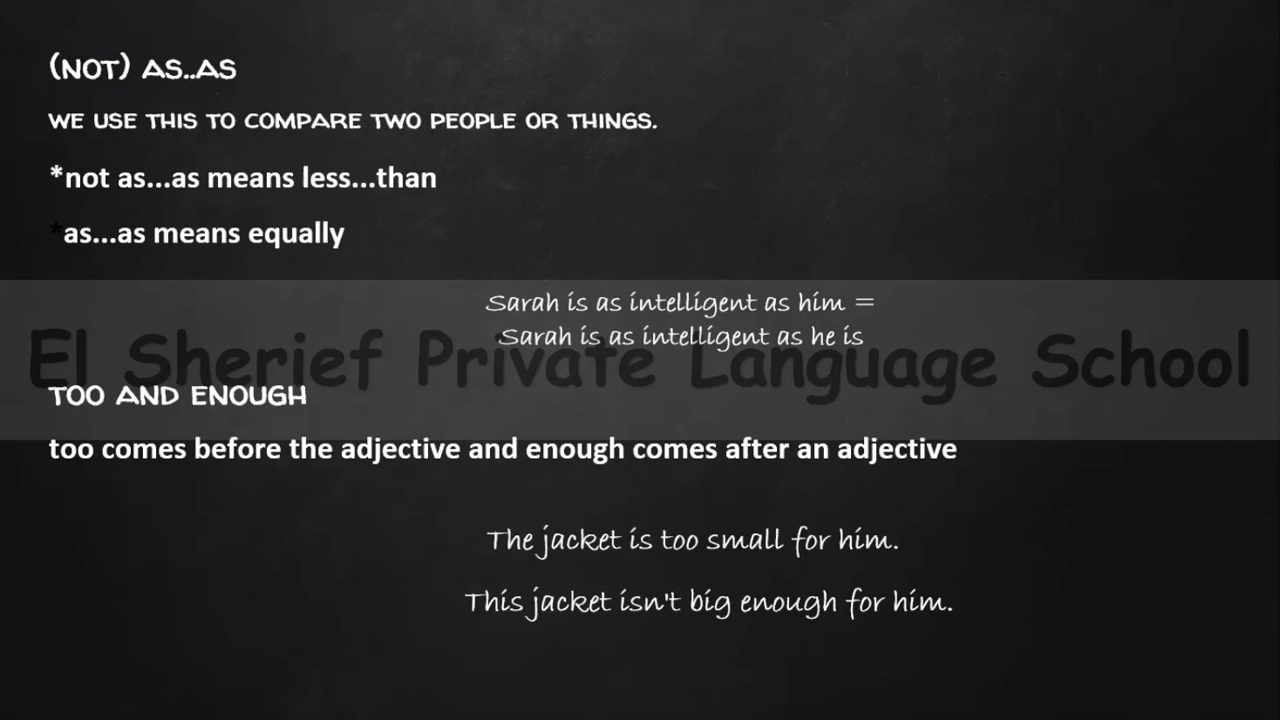 (NOT) AS..AS
WE USE THIS TO COMPARE TWO PEOPLE OR THINGS.
*not as...as means less...than
*as...as means equally
Sarah is as intelligent as him =
Sarah is as intelligent as he is
El Sherief Private Language School
TOO AND ENOUGH
too comes before the adjective and enough comes after an adjective
The jacket is too small for him.
This jacket isn't big enough for him.